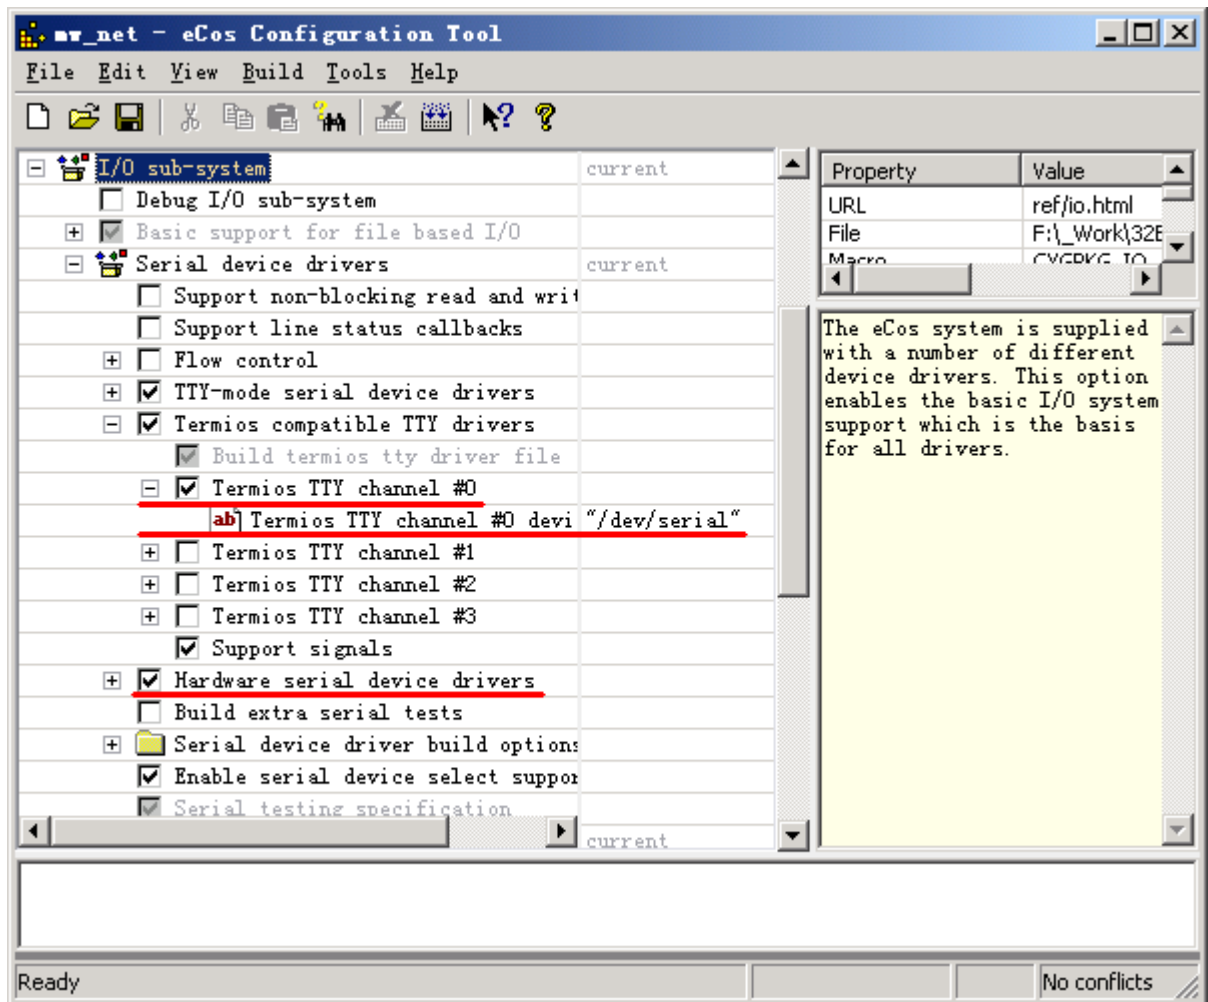 mw_net - eCos Configuration Tool
File Edit View Build Tools Help
I/O sub-system current
Debug I/O sub-system
Basic support for file based I/O
Serial device drivers current
Support non-blocking read and writ
Support line status callbacks
Flow control
TTY-mode serial device drivers
Termios compatible TTY drivers
Build termios tty driver file
Termios TTY channel #0
ab Termios TTY channel #0 devi "/dev/serial"
Termios TTY channel #1
Termios TTY channel #2
Termios TTY channel #3
Support signals
Hardware serial device drivers
Build extra serial tests
Serial device driver build options
Enable serial device select suppor
Serial testing specification
current
Property Value
URL ref/io.html
File F:\_Work\32E
Macro CYGPKG_IO
The eCos system is supplied
with a number of different
device drivers. This option
enables the basic I/O system
support which is the basis
for all drivers.
Ready
No conflicts